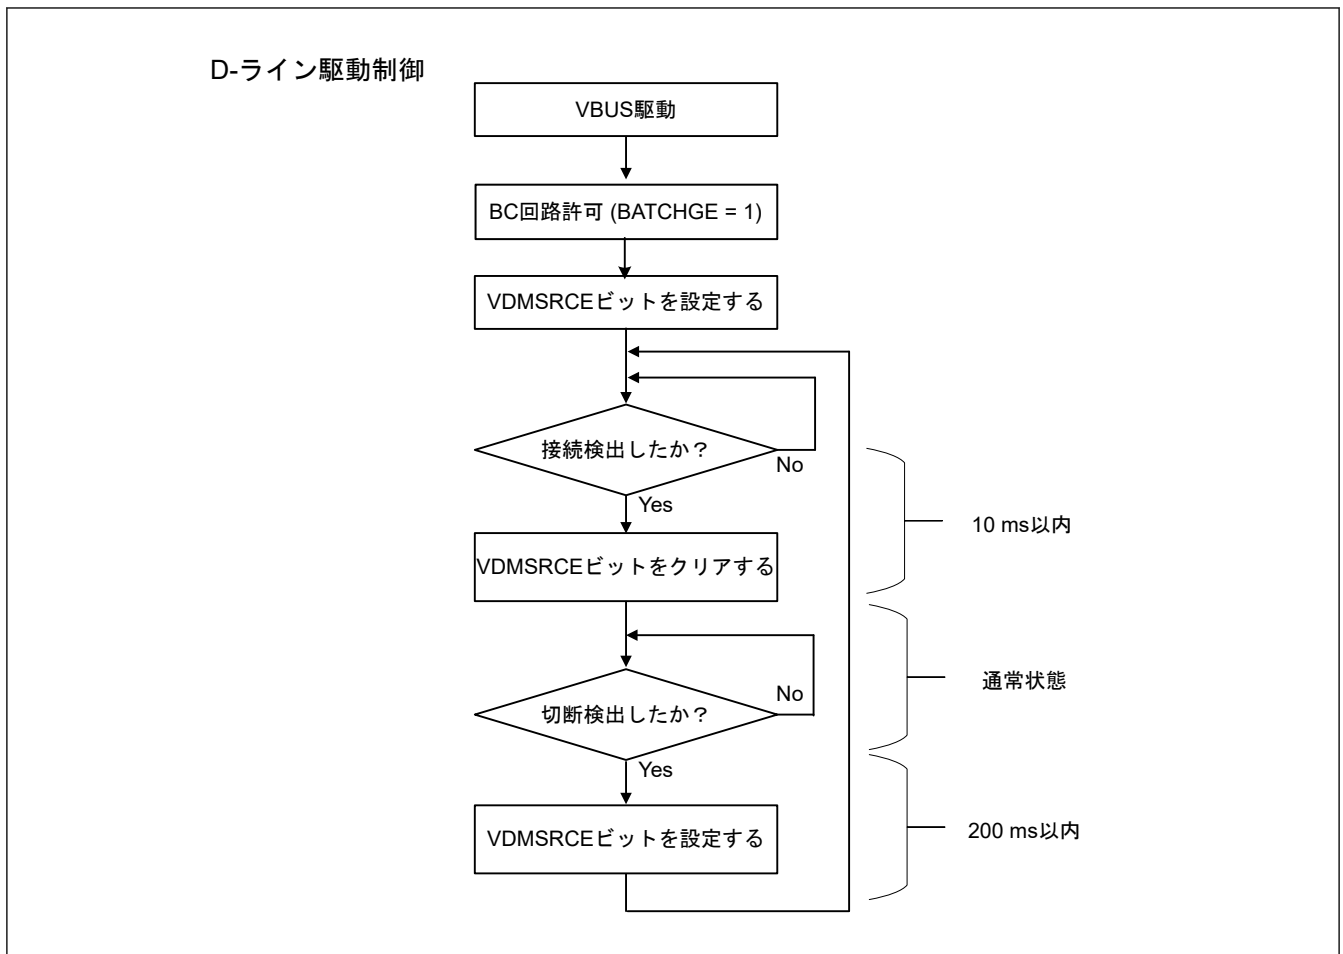 D-ライン駆動制御
VBUS駆動
BC回路許可 (BATCHGE = 1)
VDMSRCEビットを設定する
接続検出したか？
No
Yes
10 ms以内
VDMSRCEビットをクリアする
通常状態
No
切断検出したか？
Yes
200 ms以内
VDMSRCEビットを設定する